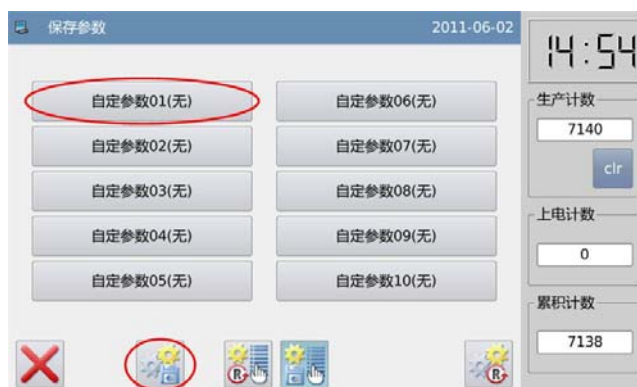 保存参数
2011-06-02
14:54
自定参数01(无)
自定参数06(无)
自定参数02(无)
自定参数07(无)
自定参数03(无)
自定参数08(无)
自定参数04(无)
自定参数09(无)
自定参数05(无)
自定参数10(无)
生产计数
7140
clr
上电计数
0
累积计数
7138
R
R